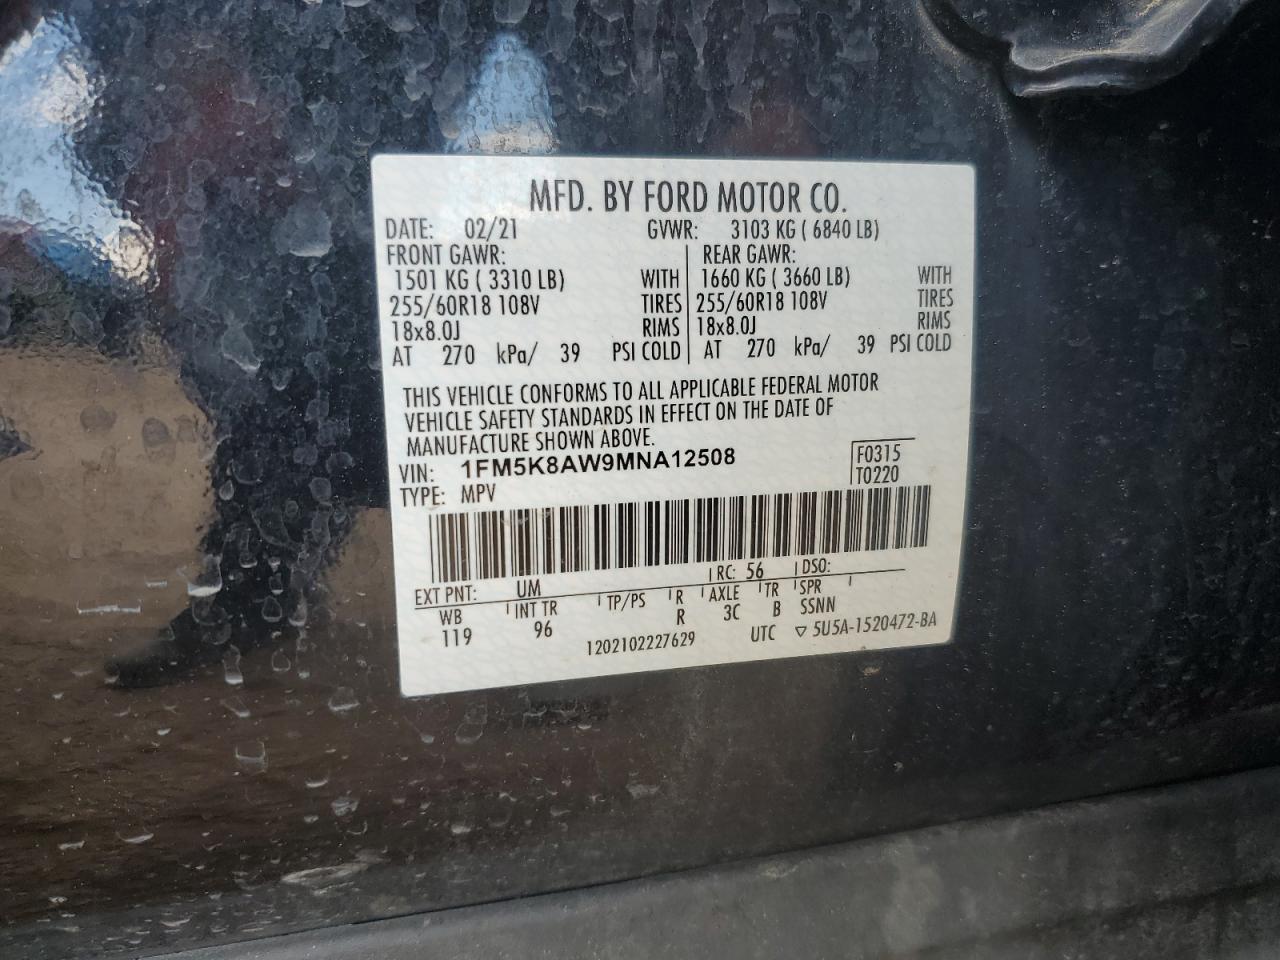 MFD. BY FORD MOTOR CO.
DATE: 02/21 GVWR: 3103 KG ( 6840 LB)
FRONT GAWR: REAR GAWR:
1501 KG ( 3310 LB) WITH 1660 KG ( 3660 LB) WITH
255/60R18 108V TIRES 255/60R18 108V TIRES
18x8.0J RIMS 18x8.0J RIMS
AT 270 kPa/ 39 PSI COLD AT 270 kPa/ 39 PSI COLD
THIS VEHICLE CONFORMS TO ALL APPLICABLE FEDERAL MOTOR
VEHICLE SAFETY STANDARDS IN EFFECT ON THE DATE OF
MANUFACTURE SHOWN ABOVE.
VIN: 1FM5K8AW9MNA12508 F0315
TYPE: MPV T0220
EXT PNT: UM RC: 56 DSO:
WB INT TR TP/PS R AXLE TR SPR
119 96 R 3C B SSNN
1202102227629 UTC ▽ 5U5A-1520472-BA